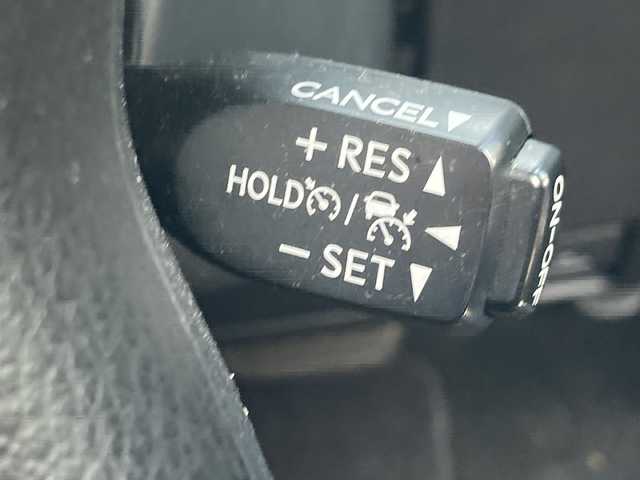 CANCEL▼
+ RES ▲
HOLD / ◀
− SET ▼
ON-OFF